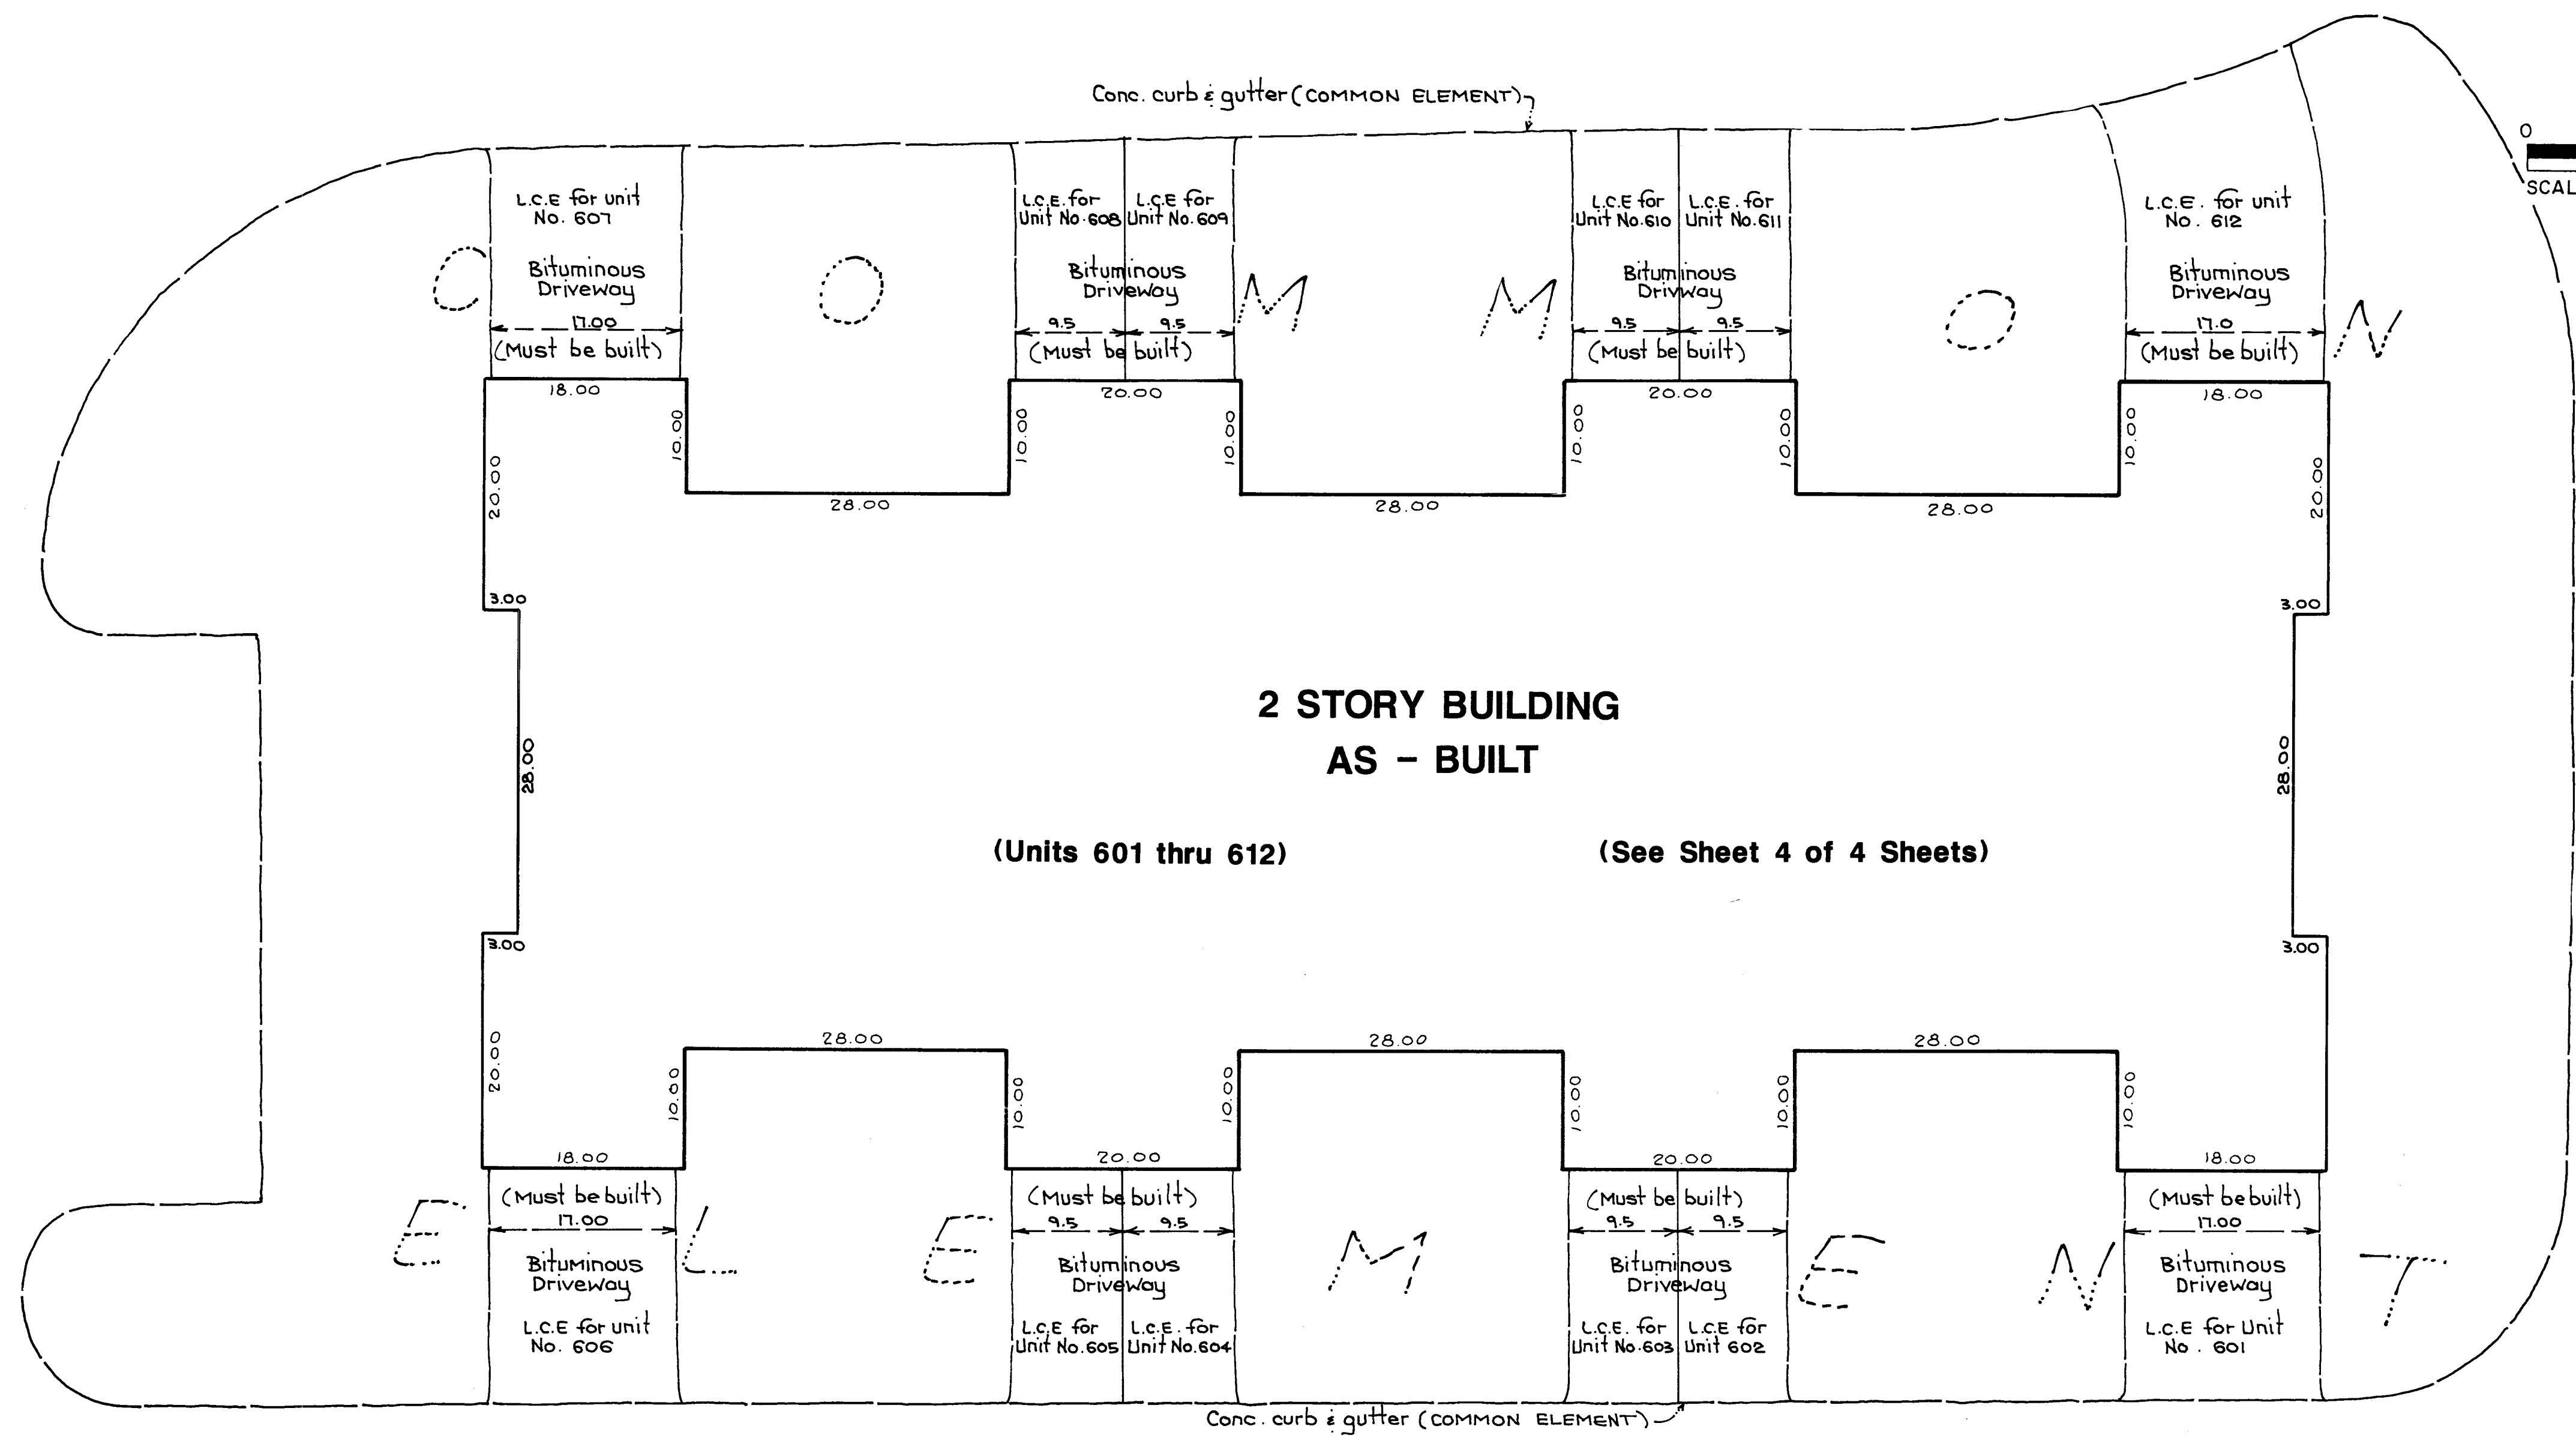 Conc. curb & gutter (COMMON ELEMENT)
0
SCAL
L.C.E for unit
No. 607
Bituminous
Driveway
17.00
(Must be built)
L.C.E. for
Unit No. 608
L.C.E for
Unit No. 609
Bituminous
Driveway
9.5
9.5
(Must be built)
L.C.E for
Unit No. 610
L.C.E. for
Unit No. 611
Bituminous
Drivway
9.5
9.5
(Must be built)
L.C.E. for unit
No. 612
Bituminous
Driveway
17.0
(Must be built)
C O M M O N
18.00
20.00
20.00
18.00
10.00
10.00
10.00
10.00
10.00
10.00
20.00
20.00
28.00
28.00
28.00
3.00
3.00
2 STORY BUILDING
AS - BUILT
28.00
28.00
(Units 601 thru 612)
(See Sheet 4 of 4 Sheets)
3.00
3.00
28.00
28.00
28.00
20.00
10.00
10.00
10.00
10.00
10.00
10.00
18.00
20.00
20.00
18.00
E L E M E N T
(Must be built)
17.00
Bituminous
Driveway
L.C.E for unit
No. 606
(Must be built)
9.5
9.5
Bituminous
Driveway
L.C.E for
Unit No. 605
L.C.E. for
Unit No. 604
(Must be built)
9.5
9.5
Bituminous
Driveway
L.C.E. for
Unit No. 603
L.C.E for
Unit 602
(Must be built)
17.00
Bituminous
Driveway
L.C.E for Unit
No. 601
Conc. curb & gutter (COMMON ELEMENT)